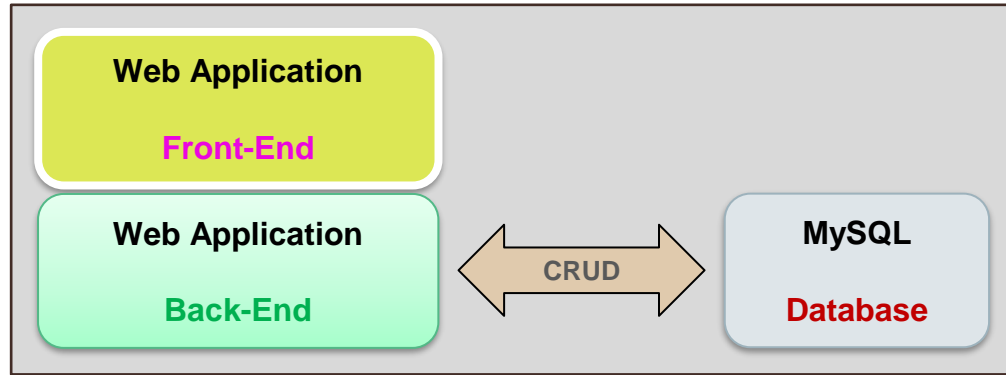 Web Application
Front-End
Web Application
Back-End
CRUD
MySQL
Database